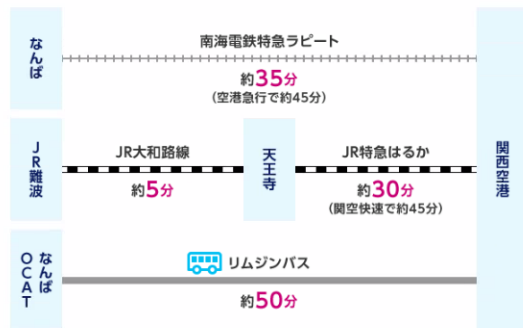 なんば
南海電鉄特急ラピート
約35分
（空港急行で約45分）
JR難波
JR大和路線
約5分
天王寺
JR特急はるか
約30分
（関空快速で約45分）
なんば
OCAT
リムジンバス
約50分
関西空港